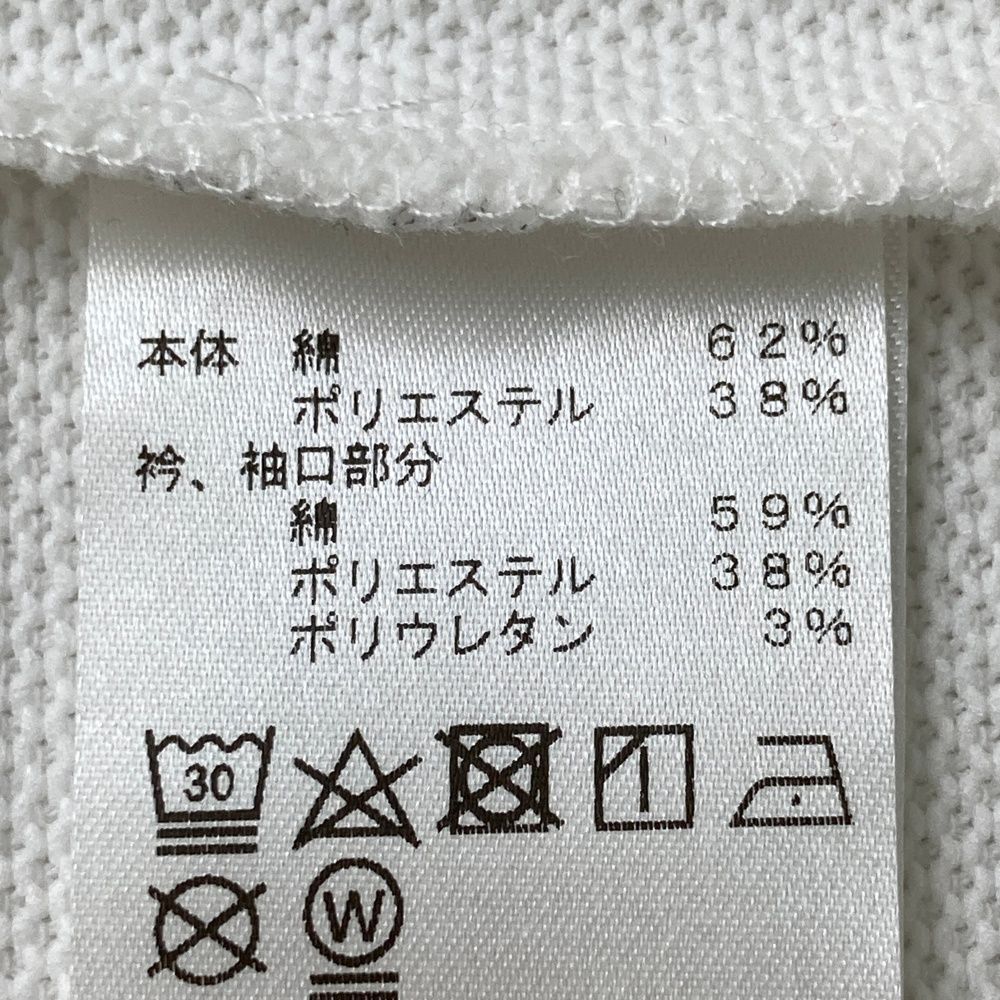 本体 綿 62%
ポリエステル 38%
衿、袖口部分
綿 59%
ポリエステル 38%
ポリウレタン 3%
30
W